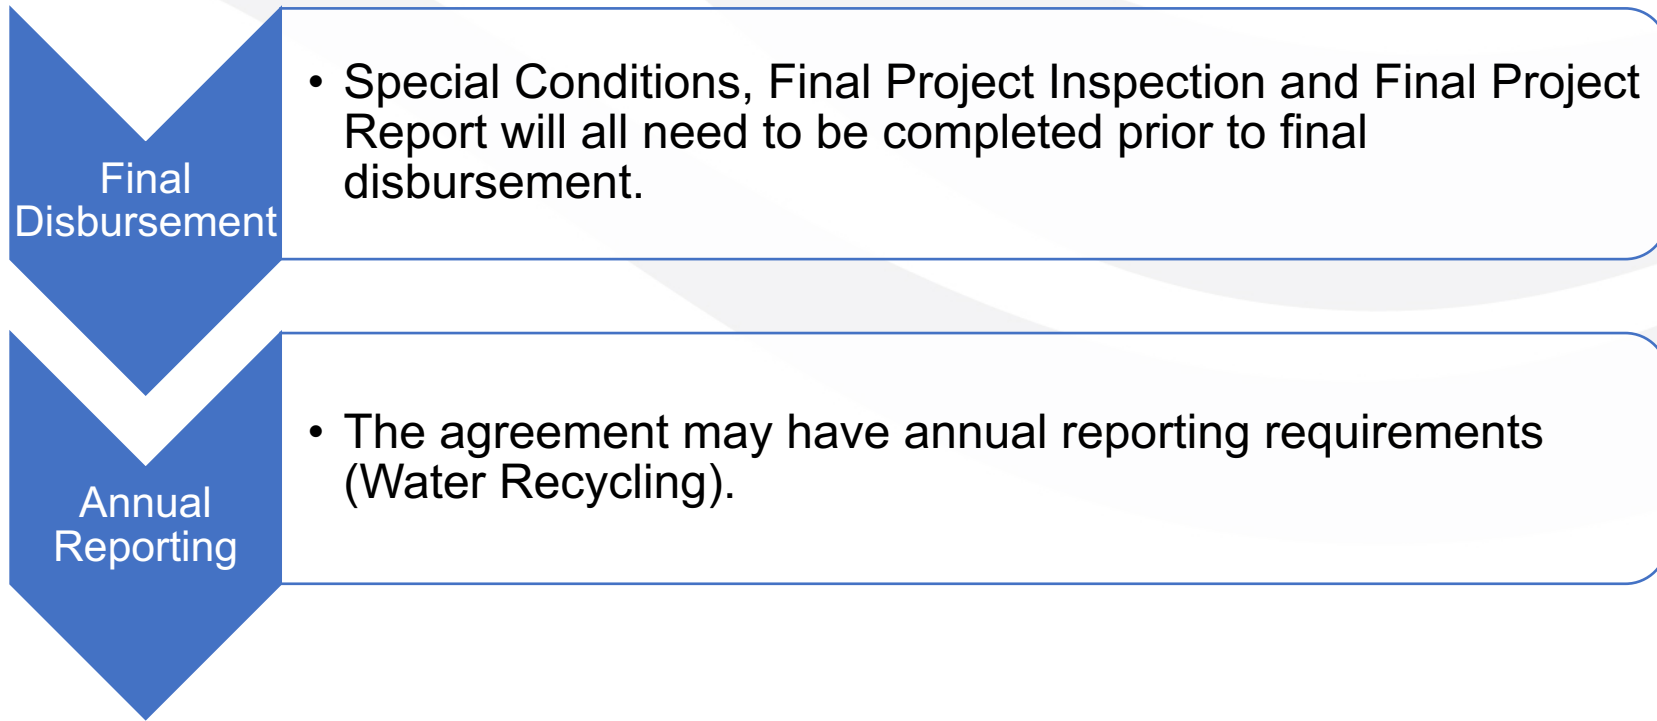 Final
Disbursement
• Special Conditions, Final Project Inspection and Final Project
Report will all need to be completed prior to final
disbursement.
Annual
Reporting
• The agreement may have annual reporting requirements
(Water Recycling).